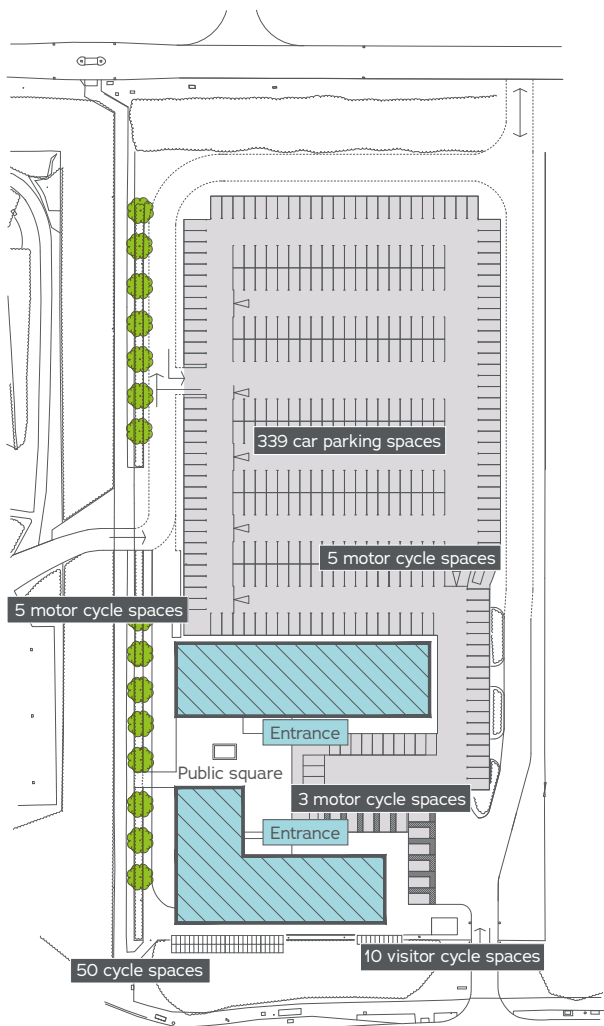 339 car parking spaces
5 motor cycle spaces
5 motor cycle spaces
Entrance
Public square
3 motor cycle spaces
Entrance
10 visitor cycle spaces
50 cycle spaces